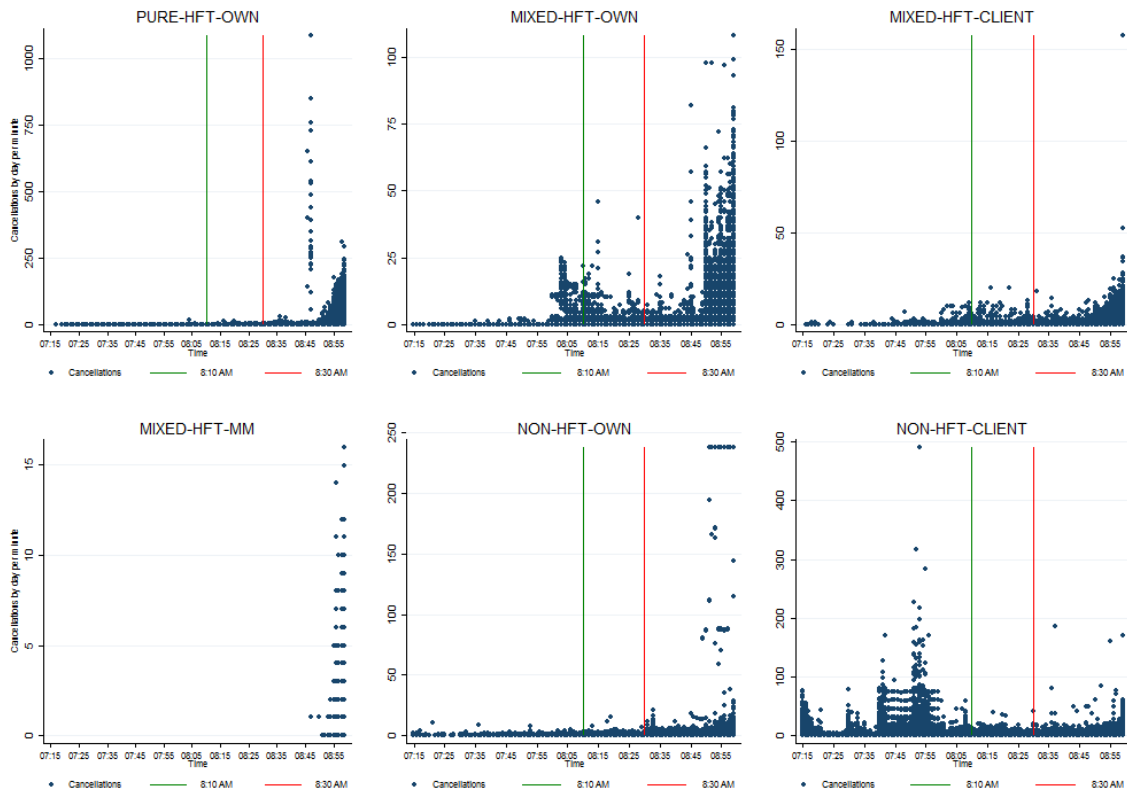 PURE-HFT-OWN
Cancellations by day per minute
1000
750
500
250
0
07:15 07:25 07:35 07:45 07:55 08:05 08:15 08:25 08:35 08:45 08:55
Time
Cancellations 8:10 AM 8:30 AM
MIXED-HFT-OWN
100
75
50
25
0
07:15 07:25 07:35 07:45 07:55 08:05 08:15 08:25 08:35 08:45 08:55
Time
Cancellations 8:10 AM 8:30 AM
MIXED-HFT-CLIENT
150
100
50
0
07:15 07:25 07:35 07:45 07:55 08:05 08:15 08:25 08:35 08:45 08:55
Time
Cancellations 8:10 AM 8:30 AM
MIXED-HFT-MM
Cancellations by day per minute
15
10
5
0
07:15 07:25 07:35 07:45 07:55 08:05 08:15 08:25 08:35 08:45 08:55
Time
Cancellations 8:10 AM 8:30 AM
NON-HFT-OWN
250
200
150
100
50
0
07:15 07:25 07:35 07:45 07:55 08:05 08:15 08:25 08:35 08:45 08:55
Time
Cancellations 8:10 AM 8:30 AM
NON-HFT-CLIENT
500
400
300
200
100
0
07:15 07:25 07:35 07:45 07:55 08:05 08:15 08:25 08:35 08:45 08:55
Time
Cancellations 8:10 AM 8:30 AM